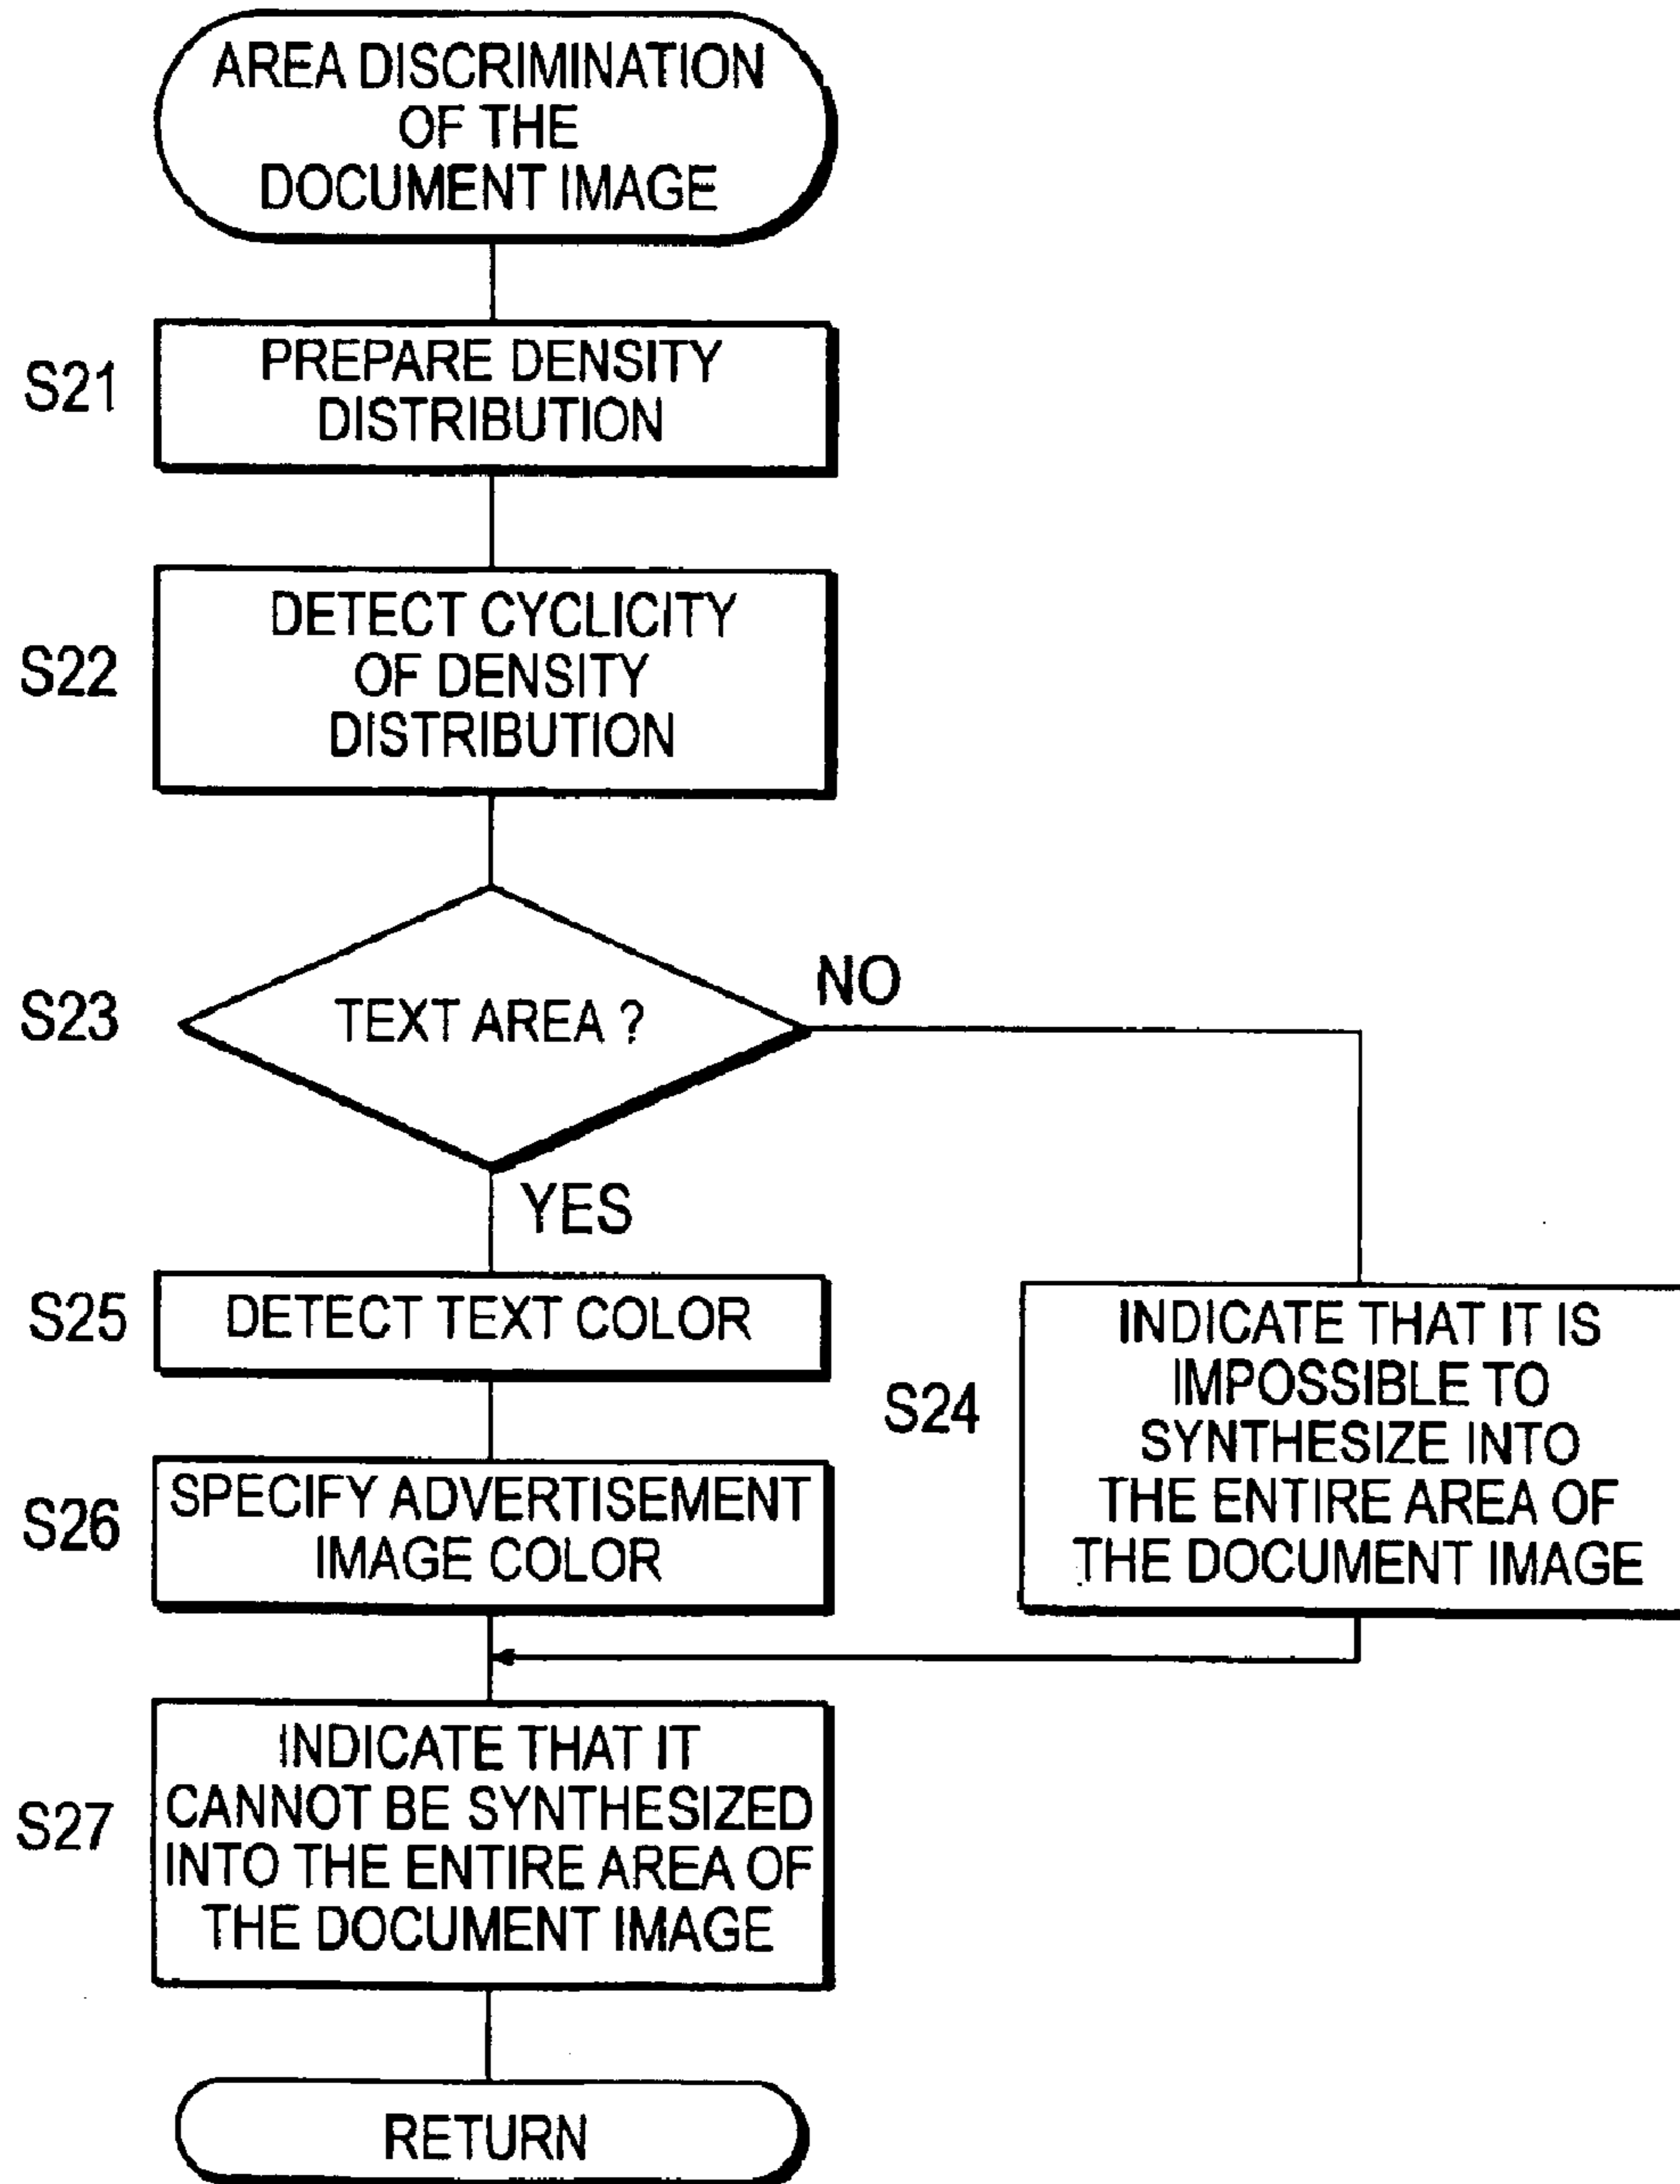 AREA DISCRIMINATION
OF THE
DOCUMENT IMAGE
S21
PREPARE DENSITY
DISTRIBUTION
S22
DETECT CYCLICITY
OF DENSITY
DISTRIBUTION
S23
TEXT AREA ?
NO
YES
S25
DETECT TEXT COLOR
S24
INDICATE THAT IT IS
IMPOSSIBLE TO
SYNTHESIZE INTO
THE ENTIRE AREA OF
THE DOCUMENT IMAGE
S26
SPECIFY ADVERTISEMENT
IMAGE COLOR
S27
INDICATE THAT IT
CANNOT BE SYNTHESIZED
INTO THE ENTIRE AREA OF
THE DOCUMENT IMAGE
RETURN